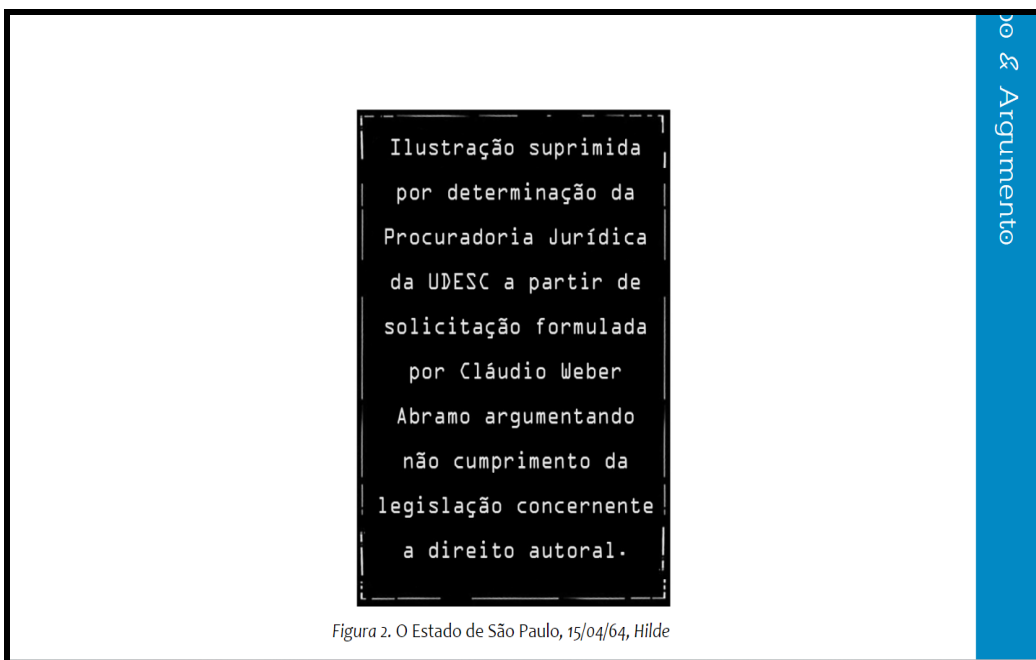 Ilustração suprimida
por determinação da
Procuradoria Jurídica
da UDESC a partir de
solicitação formulada
por Cláudio Weber
Abramo argumentando
não cumprimento da
legislação concernente
a direito autoral.
Figura 2. O Estado de São Paulo, 15/04/64, Hilde
& Argumento